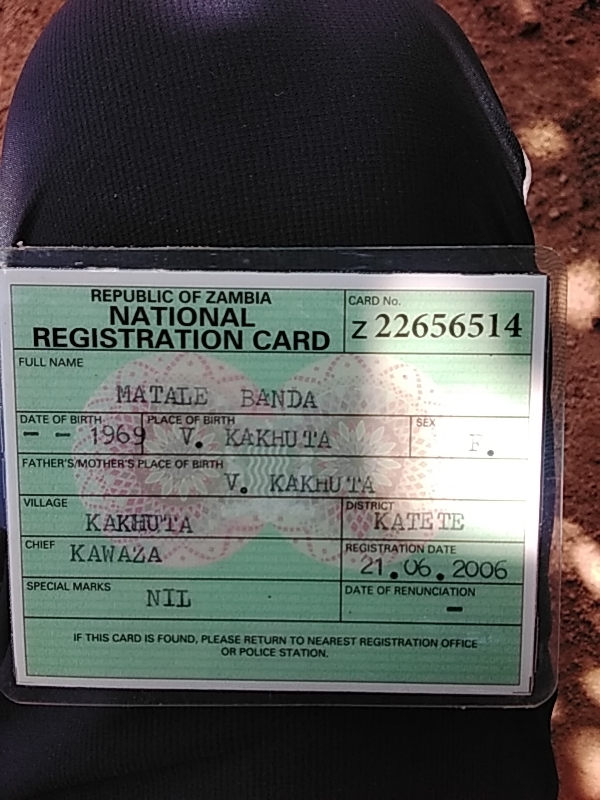 REPUBLIC OF ZAMBIA
NATIONAL
REGISTRATION CARD
CARD No.
Z 22656514
FULL NAME
MATALE BANDA
DATE OF BIRTH
- - 1969
PLACE OF BIRTH
V. KAKHUTA
SEX
F.
FATHER'S/MOTHER'S PLACE OF BIRTH
V. KAKHUTA
VILLAGE
KAKHUTA
DISTRICT
KATETE
CHIEF
KAWAZA
REGISTRATION DATE
21.06.2006
SPECIAL MARKS
NIL
DATE OF RENUNCIATION
-
IF THIS CARD IS FOUND, PLEASE RETURN TO NEAREST REGISTRATION OFFICE
OR POLICE STATION.